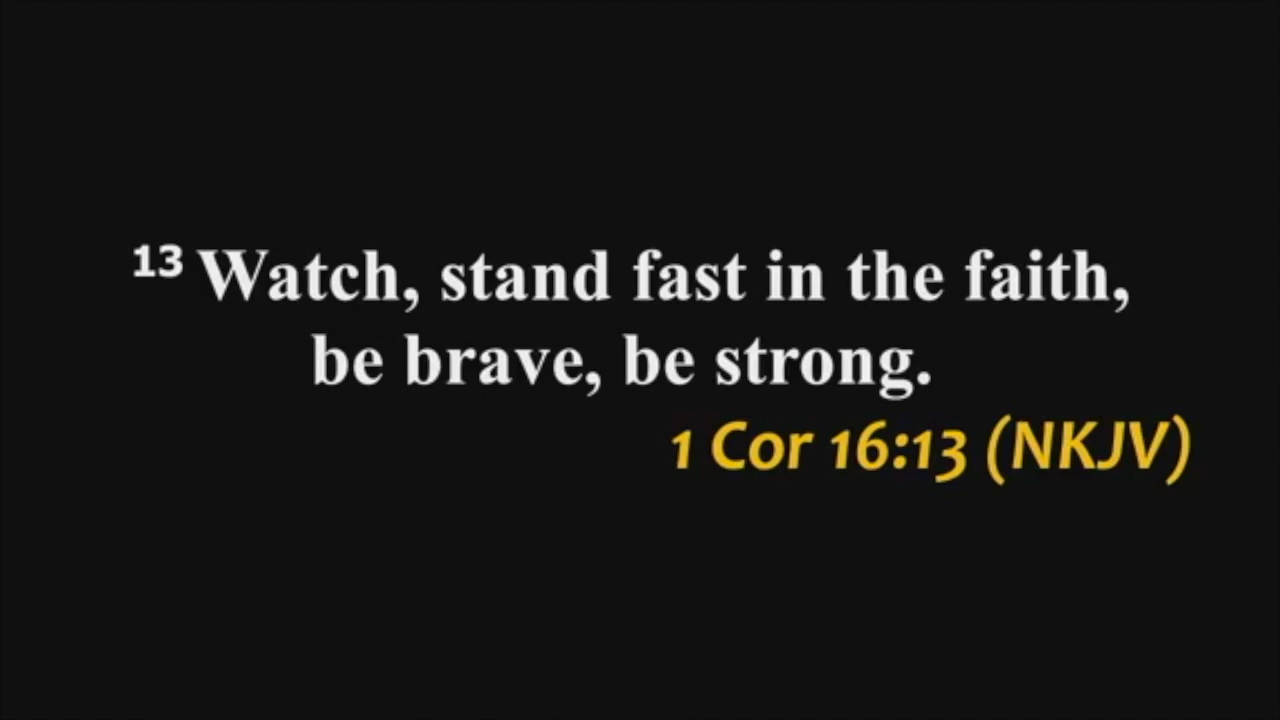 13 Watch, stand fast in the faith,
be brave, be strong.
1 Cor 16:13 (NKJV)